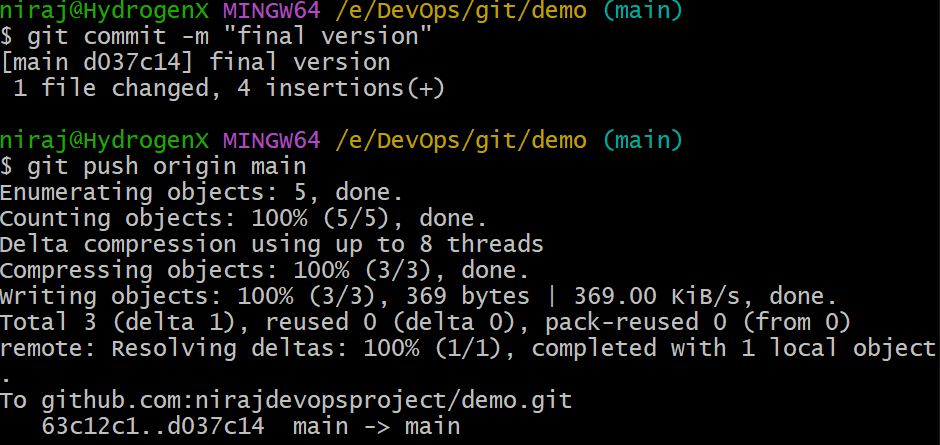 niraj@HydrogenX MINGW64 /e/DevOps/git/demo (main)
$ git commit -m "final version"
[main d037c14] final version
 1 file changed, 4 insertions(+)

niraj@HydrogenX MINGW64 /e/DevOps/git/demo (main)
$ git push origin main
Enumerating objects: 5, done.
Counting objects: 100% (5/5), done.
Delta compression using up to 8 threads
Compressing objects: 100% (3/3), done.
Writing objects: 100% (3/3), 369 bytes | 369.00 KiB/s, done.
Total 3 (delta 1), reused 0 (delta 0), pack-reused 0 (from 0)
remote: Resolving deltas: 100% (1/1), completed with 1 local object
.
To github.com:nirajdevopsproject/demo.git
   63c12c1..d037c14  main -> main